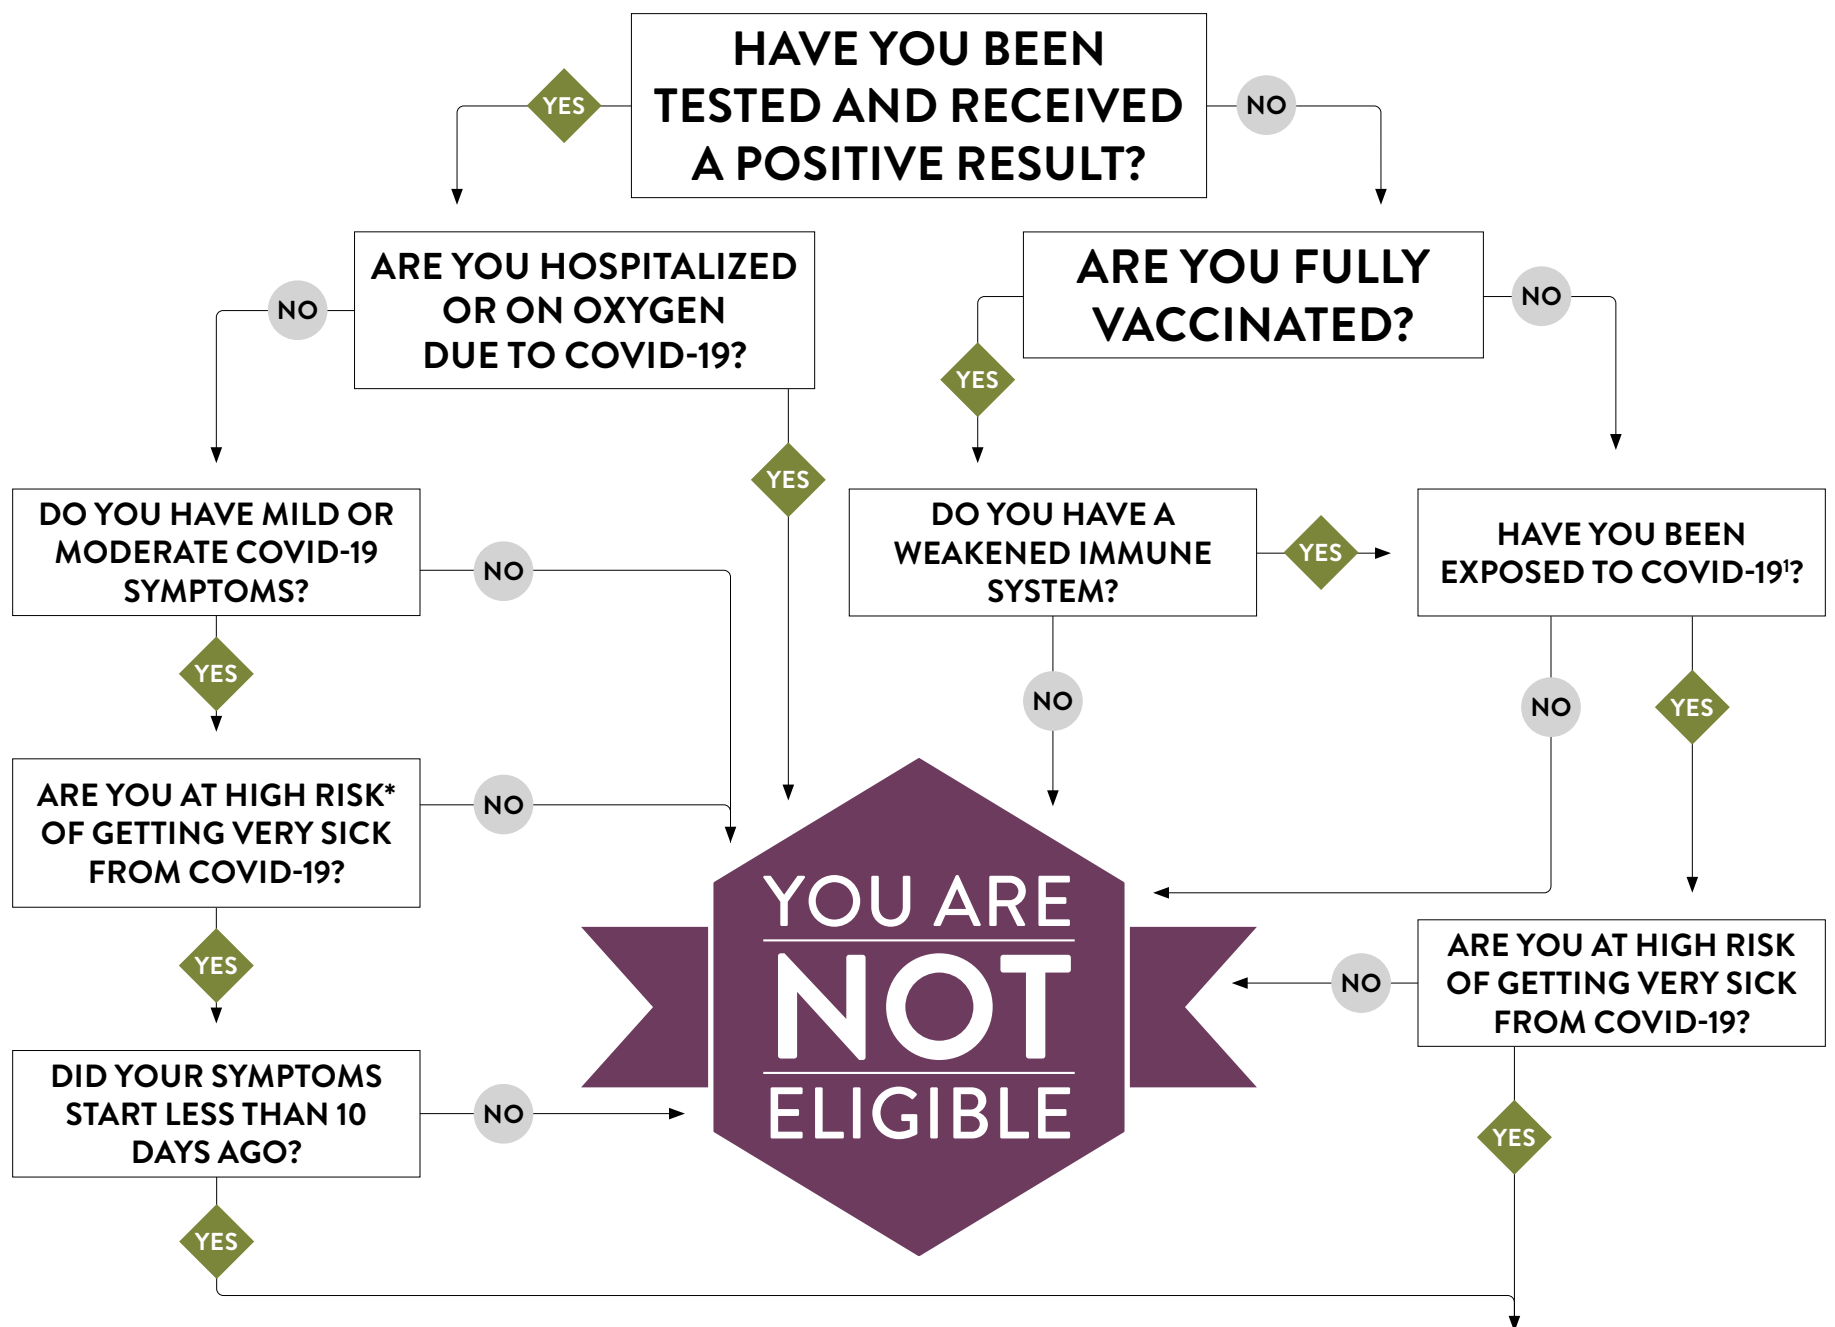 HAVE YOU BEEN
TESTED AND RECEIVED
A POSITIVE RESULT?
YES
NO
ARE YOU HOSPITALIZED
OR ON OXYGEN
DUE TO COVID-19?
NO
YES
ARE YOU FULLY
VACCINATED?
YES
NO
DO YOU HAVE MILD OR
MODERATE COVID-19
SYMPTOMS?
NO
YES
DO YOU HAVE A
WEAKENED IMMUNE
SYSTEM?
YES
NO
HAVE YOU BEEN
EXPOSED TO COVID-19¹?
NO
YES
ARE YOU AT HIGH RISK*
OF GETTING VERY SICK
FROM COVID-19?
NO
YES
YOU ARE
NOT
ELIGIBLE
ARE YOU AT HIGH RISK
OF GETTING VERY SICK
FROM COVID-19?
NO
YES
DID YOUR SYMPTOMS
START LESS THAN 10
DAYS AGO?
NO
YES